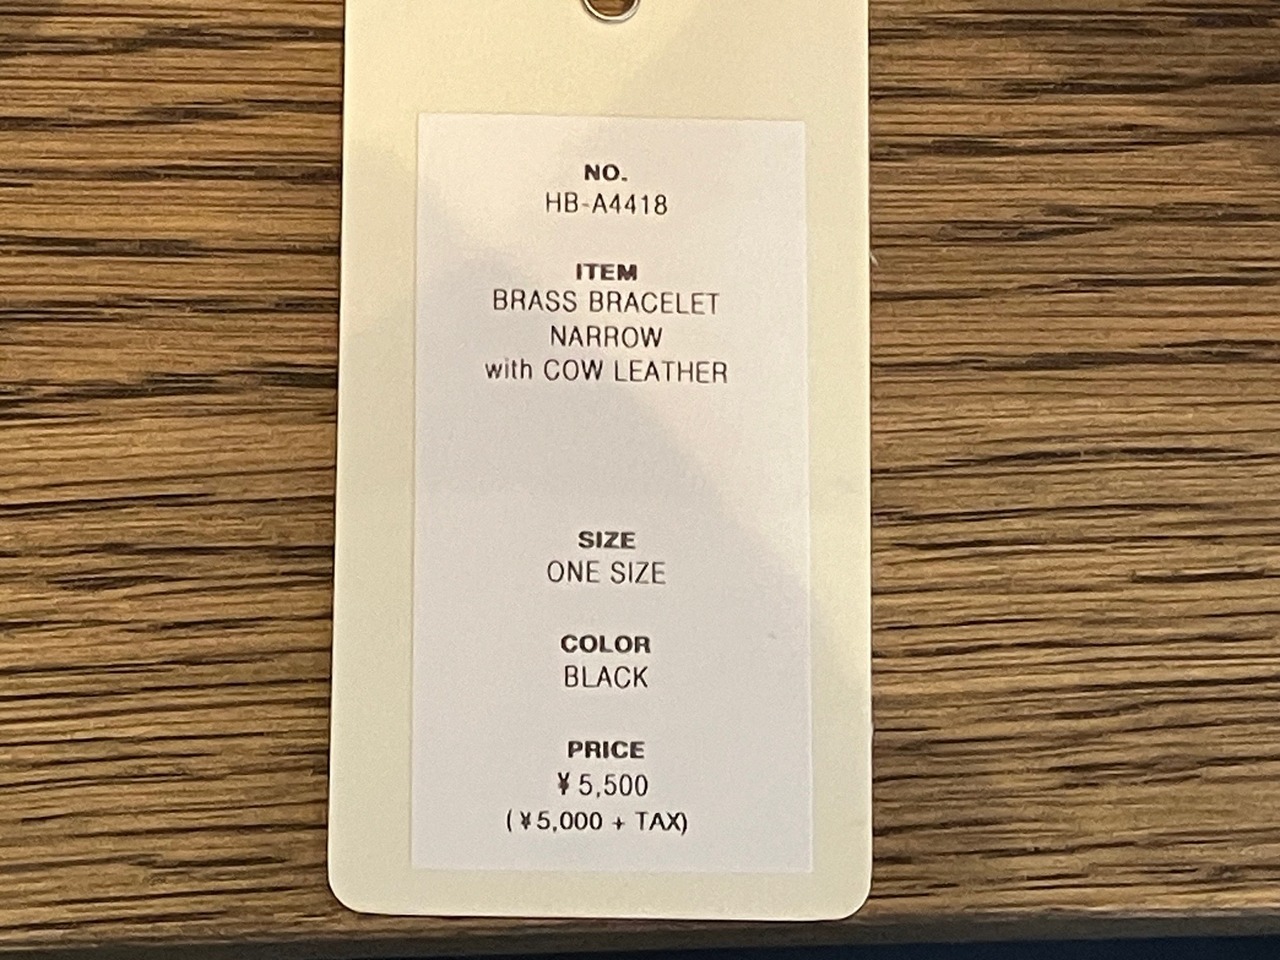 NO.
HB-A4418
ITEM
BRASS BRACELET
NARROW
with COW LEATHER
SIZE
ONE SIZE
COLOR
BLACK
PRICE
¥5,500
(¥5,000 + TAX)